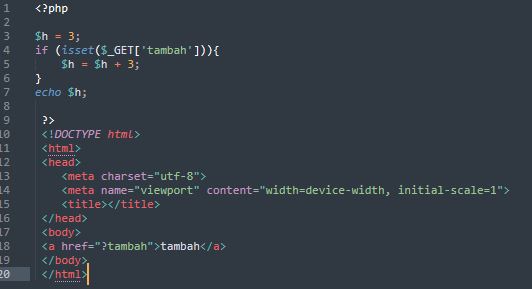 1 <?php
2
3 $h = 3;
4 if (isset($_GET['tambah'])){
5 $h = $h + 3;
6 }
7 echo $h;
8
9 ?>
10 <!DOCTYPE html>
11 <html>
12 <head>
13 <meta charset="utf-8">
14 <meta name="viewport" content="width=device-width, initial-scale=1">
15 <title></title>
16 </head>
17 <body>
18 <a href="?tambah">tambah</a>
19 </body>
20 </html>